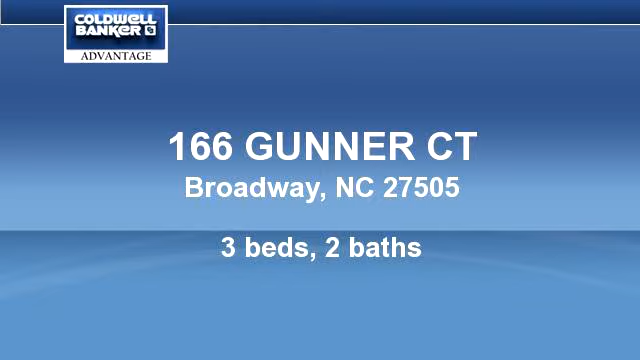 COLDWELL
BANKER
ADVANTAGE
166 GUNNER CT
Broadway, NC 27505
3 beds, 2 baths